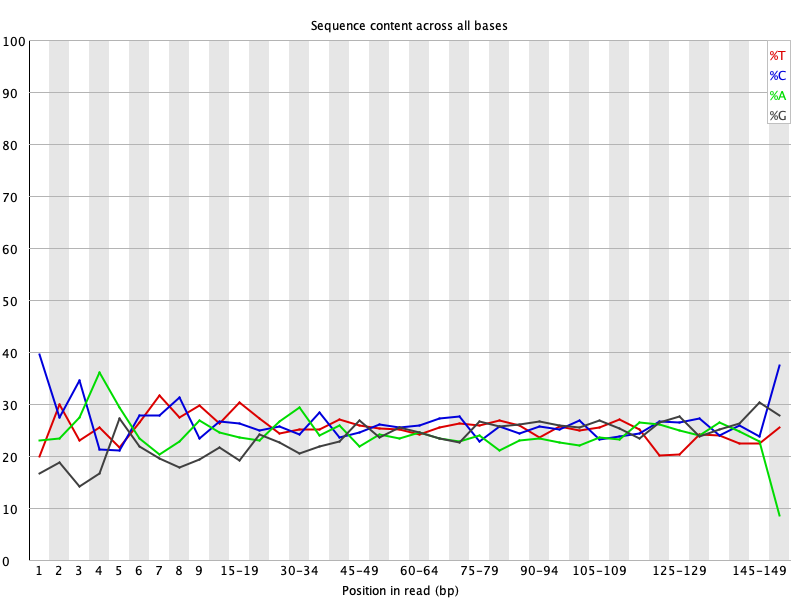 Sequence content across all bases
100
90
80
70
60
50
40
30
20
10
0
%T
%C
%A
%G
1 2 3 4 5 6 7 8 9 15-19 30-34 45-49 60-64 75-79 90-94 105-109 125-129 145-149
Position in read (bp)